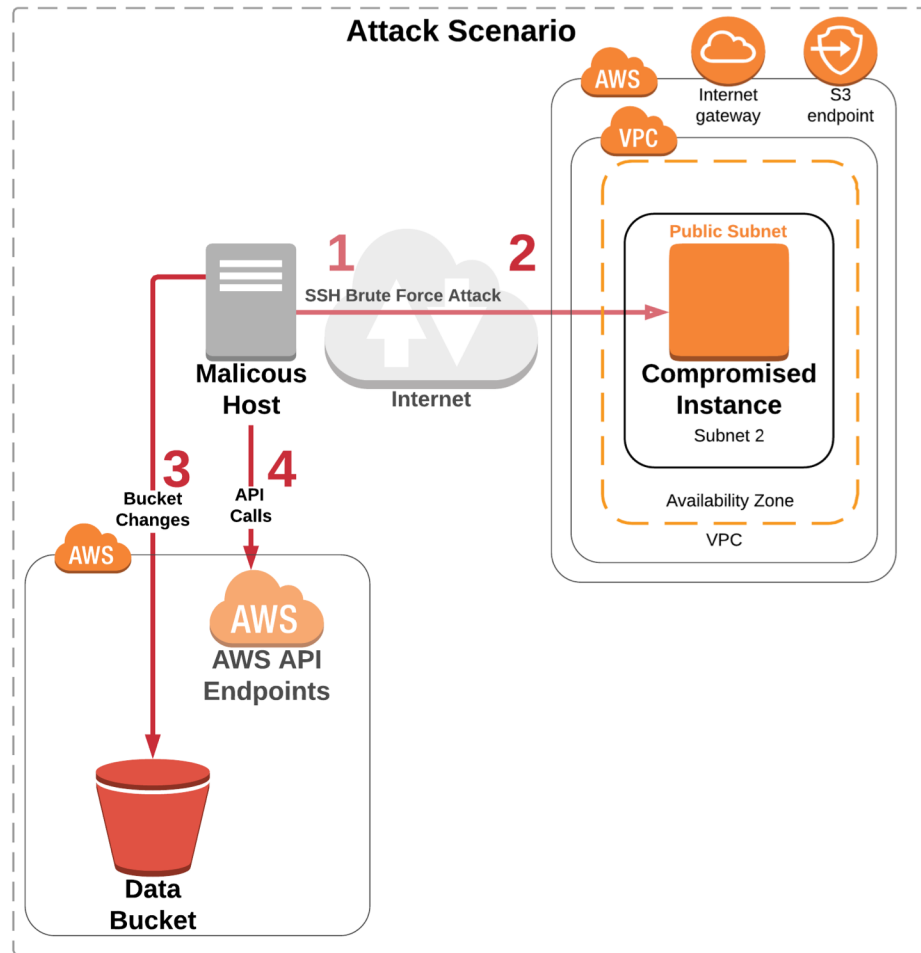 Attack Scenario
AWS
Internet
gateway
S3
endpoint
VPC
Public Subnet
1
2
SSH Brute Force Attack
Internet
Malicous
Host
Compromised
Instance
Subnet 2
3
4
Bucket
Changes
API
Calls
Availability Zone
VPC
AWS
AWS
AWS API
Endpoints
Data
Bucket